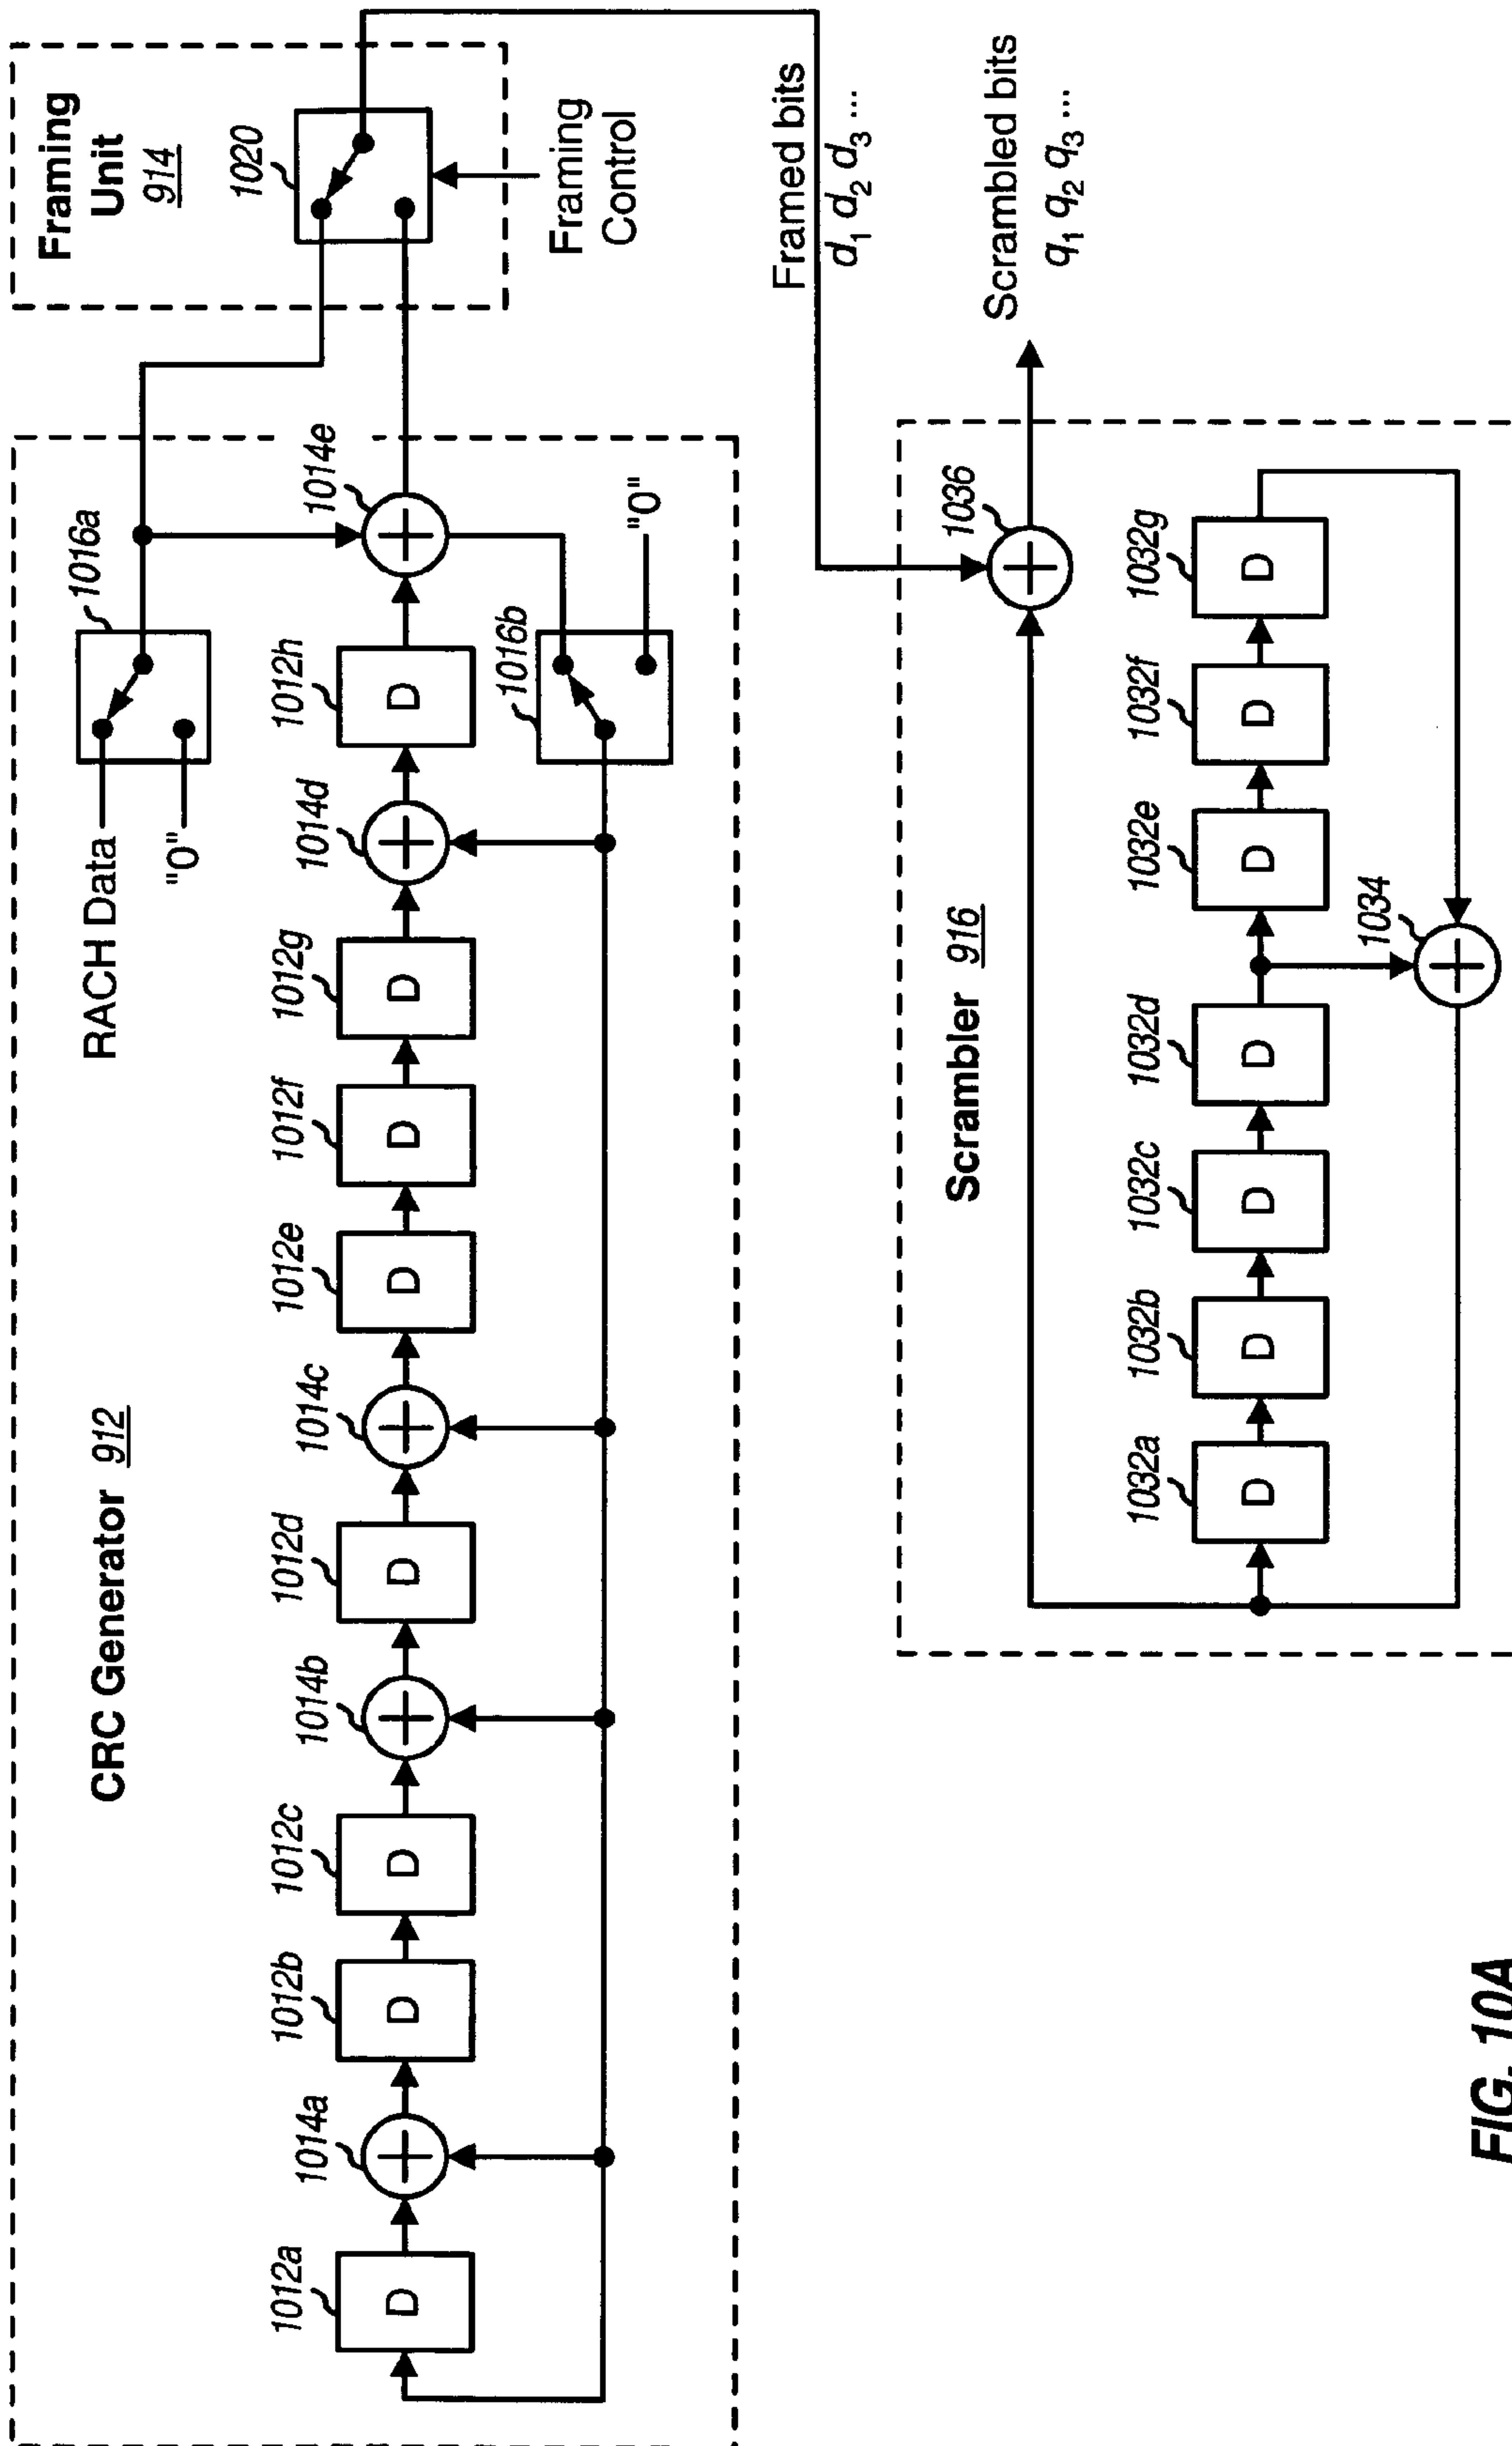 CRC Generator 912
RACH Data
"0"
1016a
1012a
D
1014a
1012b
D
1012c
D
1014b
1012d
D
1014c
1012e
D
1012f
D
1012g
D
1014d
1012h
D
1014e
1016b
"0"
Framing
Unit
914
1020
Framing
Control
Framed bits
d1 d2 d3 ...
Scrambler 916
1036
Scrambled bits
q1 q2 q3 ...
1032a
D
1032b
D
1032c
D
1032d
D
1032e
D
1032f
D
1032g
D
1034
FIG. 10A